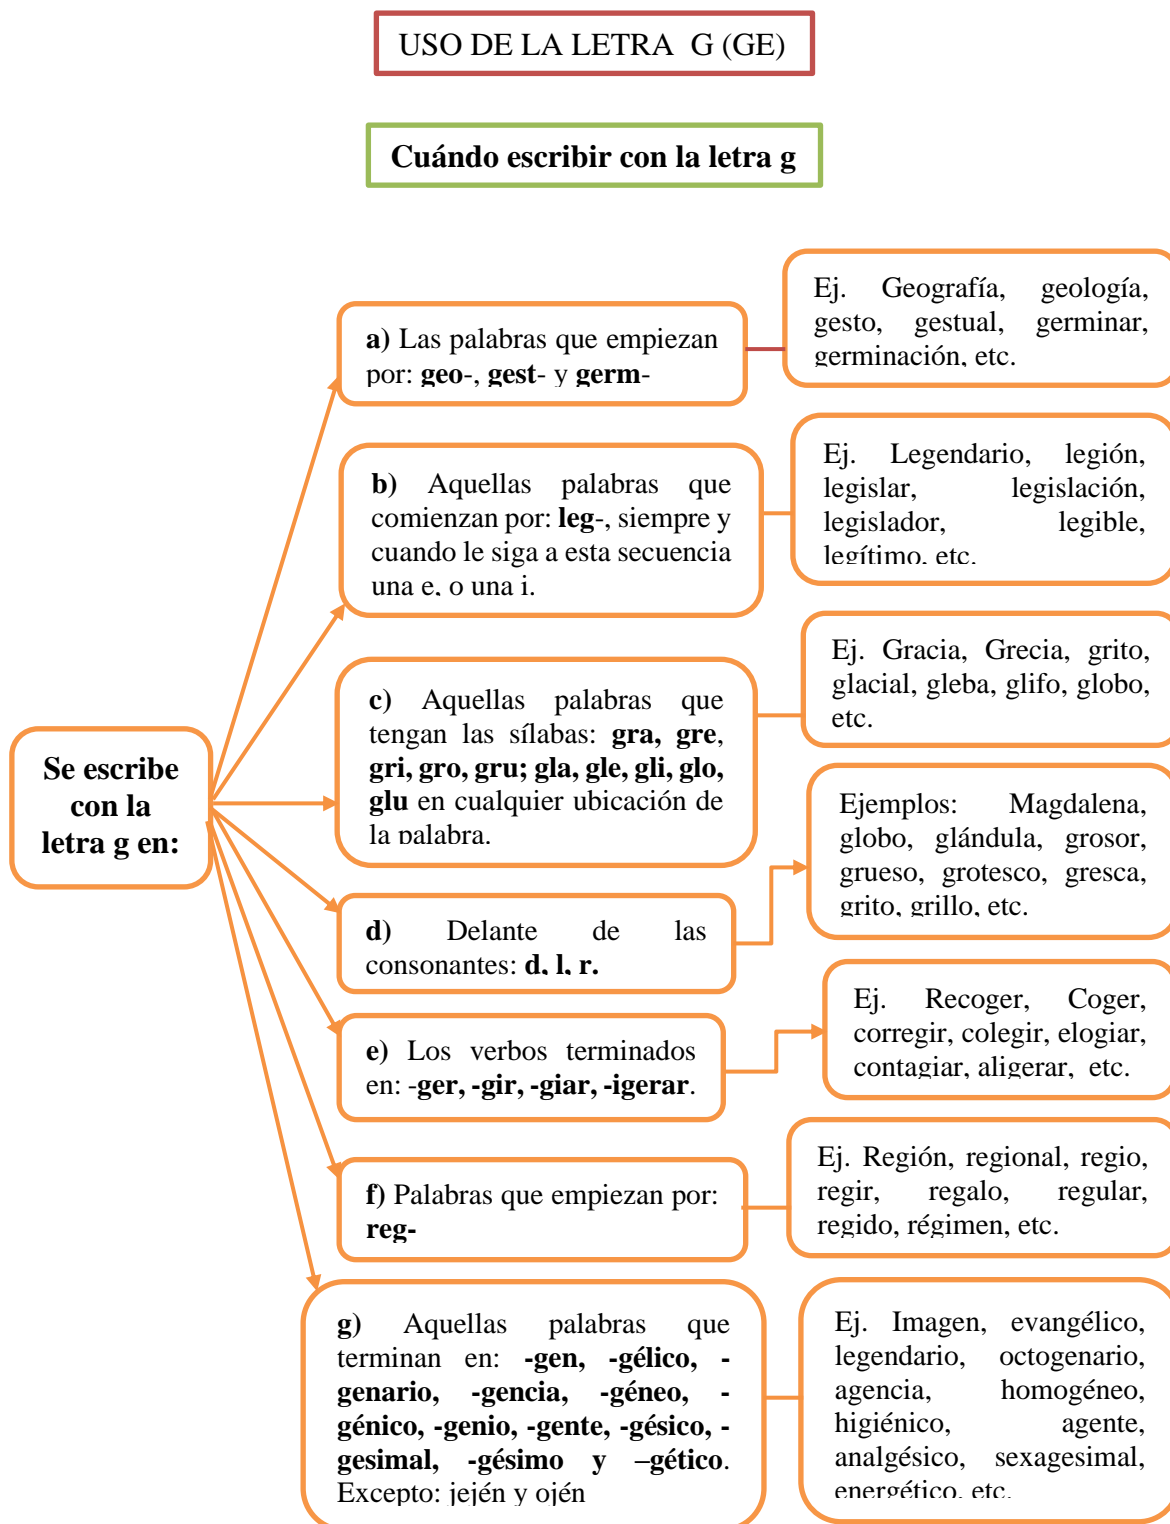 USO DE LA LETRA G (GE)
Cuándo escribir con la letra g
Se escribe
con la
letra g en:
a) Las palabras que empiezan
por: geo-, gest- y germ-
Ej. Geografía, geología,
gesto, gestual, germinar,
germinación, etc.
b) Aquellas palabras que
comienzan por: leg-, siempre y
cuando le siga a esta secuencia
una e, o una i.
Ej. Legendario, legión,
legislar, legislación,
legislador, legible,
legítimo, etc.
c) Aquellas palabras que
tengan las sílabas: gra, gre,
gri, gro, gru; gla, gle, gli, glo,
glu en cualquier ubicación de
la palabra.
Ej. Gracia, Grecia, grito,
glacial, gleba, glifo, globo,
etc.
d) Delante de las
consonantes: d, l, r.
Ejemplos: Magdalena,
globo, glándula, grosor,
grueso, grotesco, gresca,
grito, grillo, etc.
e) Los verbos terminados
en: -ger, -gir, -giar, -igerar.
Ej. Recoger, Coger,
corregir, colegir, elogiar,
contagiar, aligerar, etc.
f) Palabras que empiezan por:
reg-
Ej. Región, regional, regio,
regir, regalo, regular,
regido, régimen, etc.
g) Aquellas palabras que
terminan en: -gen, -gélico, -
genario, -gencia, -géneo, -
génico, -genio, -gente, -gésico, -
gesimal, -gésimo y –gético.
Excepto: jején y ojén
Ej. Imagen, evangélico,
legendario, octogenario,
agencia, homogéneo,
higiénico, agente,
analgésico, sexagesimal,
energético, etc.